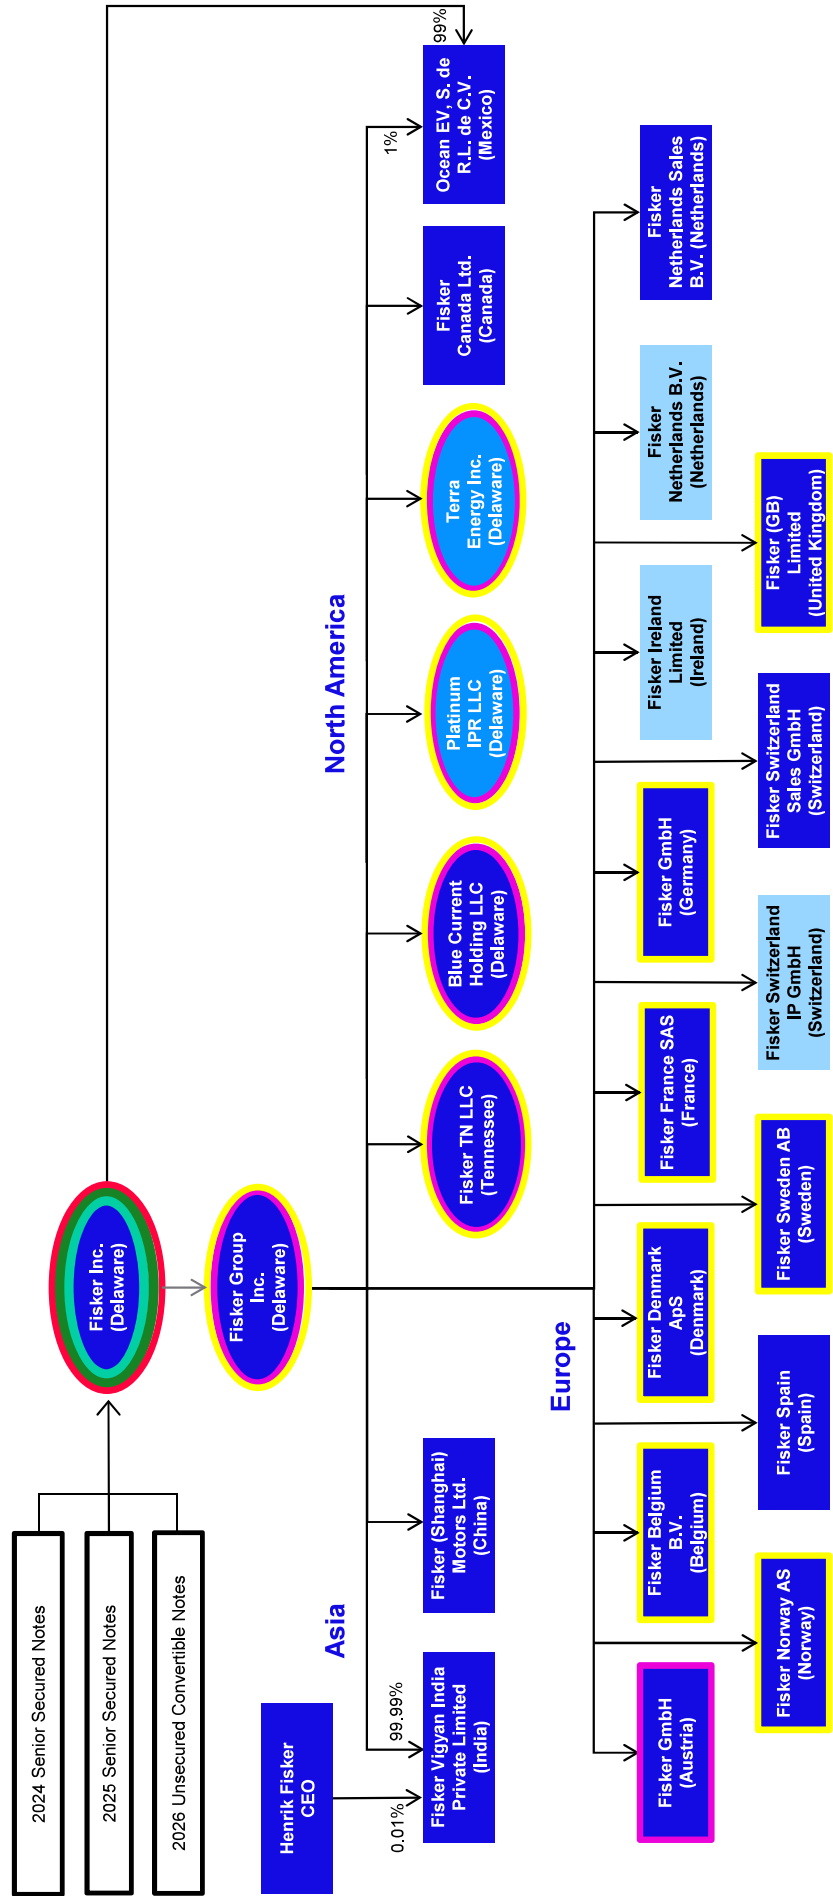 2024 Senior Secured Notes
2025 Senior Secured Notes
2026 Unsecured Convertible Notes
Fisker Inc.
(Delaware)
99%
Henrik Fisker
CEO
Fisker Group
Inc.
(Delaware)
Asia
North America
0.01%
99.99%
1%
Fisker Vigyan India
Private Limited
(India)
Fisker (Shanghai)
Motors Ltd.
(China)
Fisker TN LLC
(Tennessee)
Blue Current
Holding LLC
(Delaware)
Platinum
IPR LLC
(Delaware)
Terra
Energy Inc.
(Delaware)
Fisker
Canada Ltd.
(Canada)
Ocean EV, S. de
R.L. de C.V.
(Mexico)
Europe
Fisker GmbH
(Austria)
Fisker Belgium
B.V.
(Belgium)
Fisker Denmark
ApS
(Denmark)
Fisker France SAS
(France)
Fisker GmbH
(Germany)
Fisker Ireland
Limited
(Ireland)
Fisker
Netherlands B.V.
(Netherlands)
Fisker
Netherlands Sales
B.V. (Netherlands)
Fisker Norway AS
(Norway)
Fisker Spain
(Spain)
Fisker Sweden AB
(Sweden)
Fisker Switzerland
IP GmbH
(Switzerland)
Fisker Switzerland
Sales GmbH
(Switzerland)
Fisker (GB)
Limited
(United Kingdom)